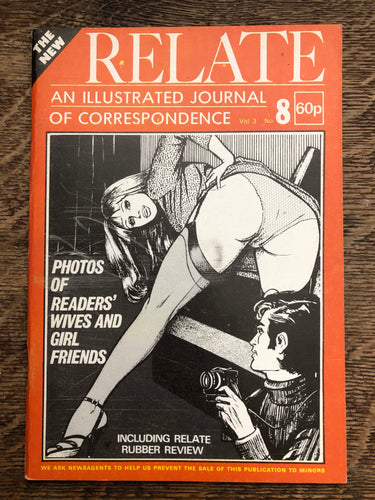 THE NEW
RELATE
AN ILLUSTRATED JOURNAL
OF CORRESPONDENCE Vol 3 No 8 60p
PHOTOS
OF
READERS'
WIVES AND
GIRL
FRIENDS
INCLUDING RELATE
RUBBER REVIEW
WE ASK NEWSAGENTS TO HELP US PREVENT THE SALE OF THIS PUBLICATION TO MINORS